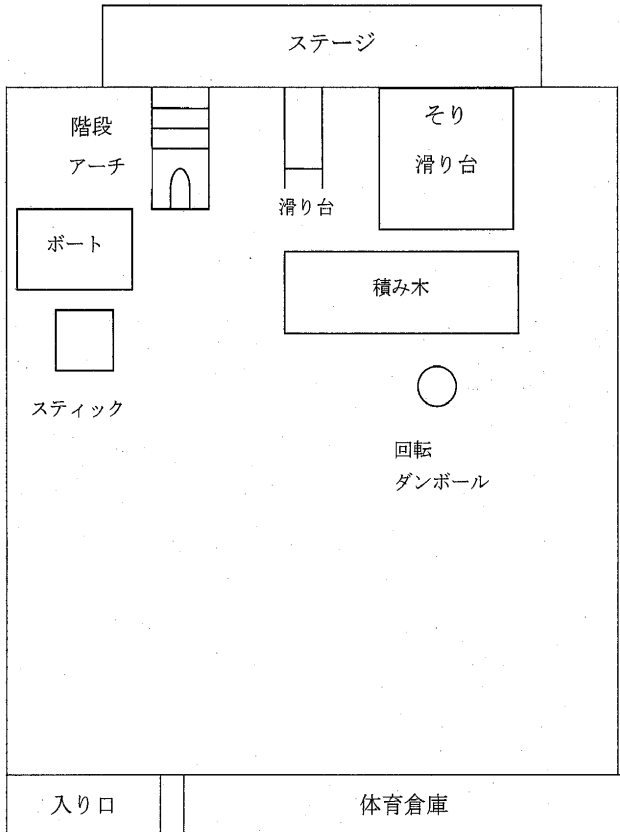 ステージ
階段
アーチ
そり
滑り台
滑り台
ボート
積み木
スティック
回転
ダンボール
入り口
体育倉庫